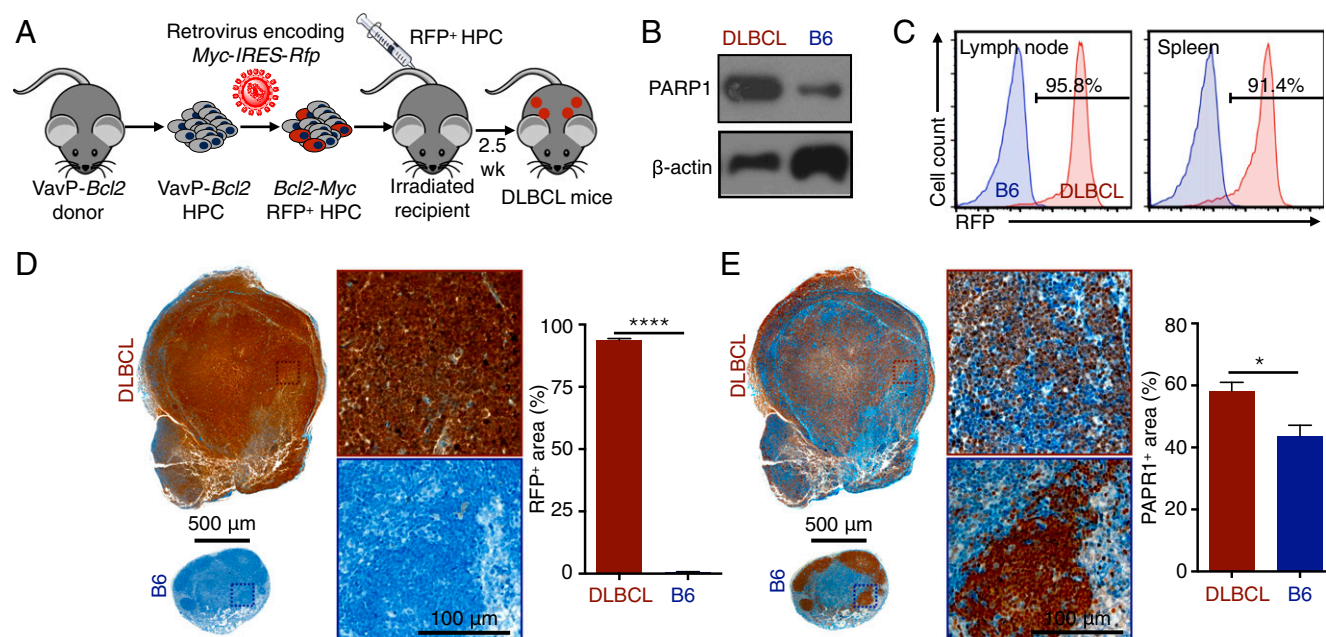 A
Retrovirus encoding
Myc-IRES-Rfp
RFP⁺ HPC
2.5
wk
VavP-Bcl2
donor
VavP-Bcl2
HPC
Bcl2-Myc
RFP⁺ HPC
Irradiated
recipient
DLBCL mice
B
DLBCL B6
PARP1
β-actin
C
Cell count
Lymph node
95.8%
B6 DLBCL
Spleen
91.4%
RFP
D
DLBCL
500 μm
B6
100 μm
RFP⁺ area (%)
100
75
50
25
0
****
DLBCL B6
E
DLBCL
500 μm
B6
100 μm
PAPR1⁺ area (%)
80
60
40
20
0
*
DLBCL B6